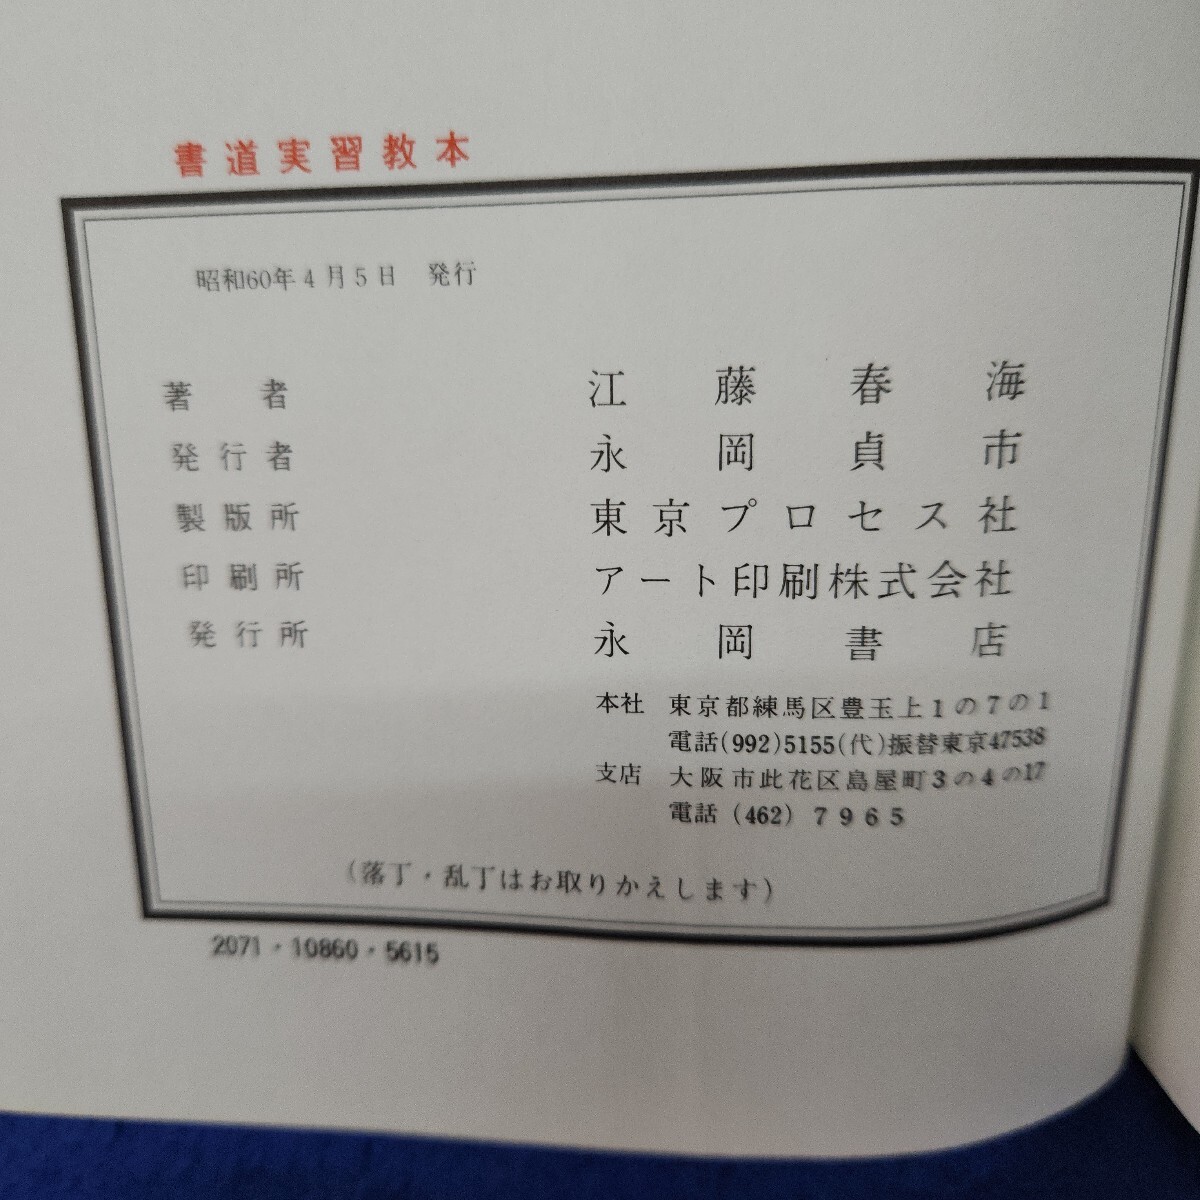 書道実習教本
昭和60年4月5日 発行
著者 江藤春海
発行者 永岡貞市
製版所 東京プロセス社
印刷所 アート印刷株式会社
発行所 永岡書店
本社 東京都練馬区豊玉上1の7の1
電話(992)5155(代)振替東京47538
支店 大阪市此花区島屋町3の4の17
電話(462)7965
(落丁・乱丁はお取りかえします)
2071・10860・5615